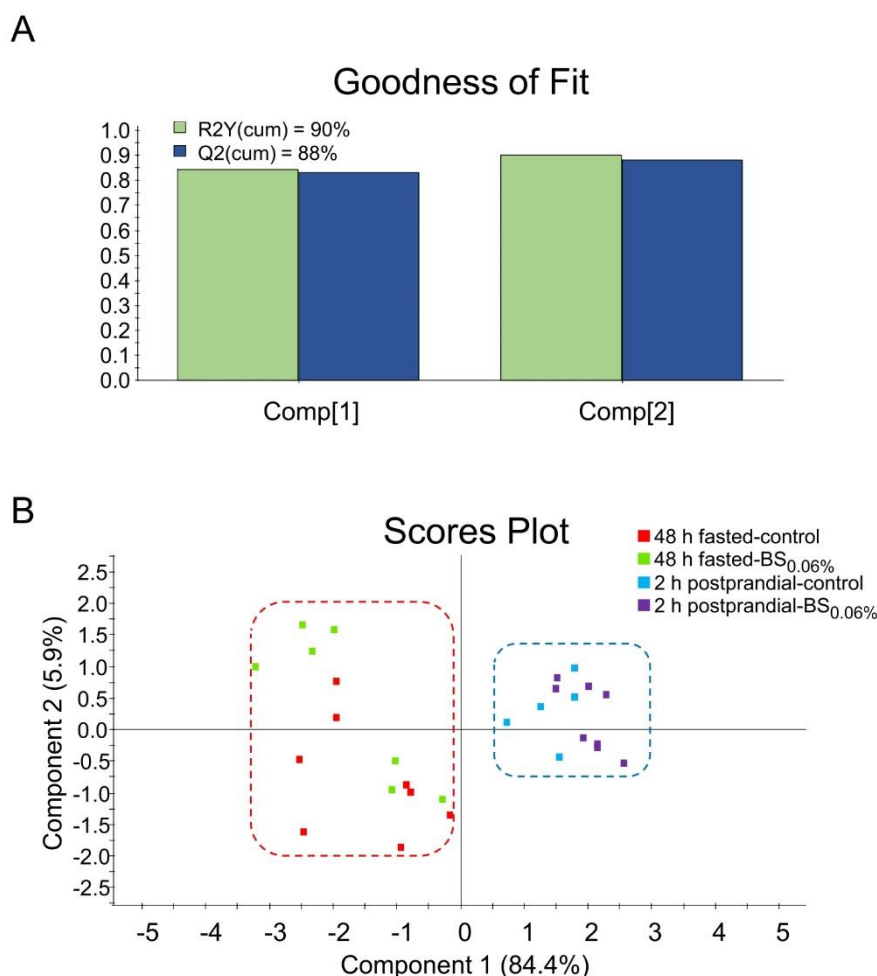 A
Goodness of Fit
R2Y(cum) = 90%
Q2(cum) = 88%
1.0
0.9
0.8
0.7
0.6
0.5
0.4
0.3
0.2
0.1
0.0
Comp[1]
Comp[2]
B
Scores Plot
48 h fasted-control
48 h fasted-BS0.06%
2 h postprandial-control
2 h postprandial-BS0.06%
Component 2 (5.9%)
2.5
2.0
1.5
1.0
0.5
0.0
-0.5
-1.0
-1.5
-2.0
-2.5
-5 -4 -3 -2 -1 0 1 2 3 4 5
Component 1 (84.4%)